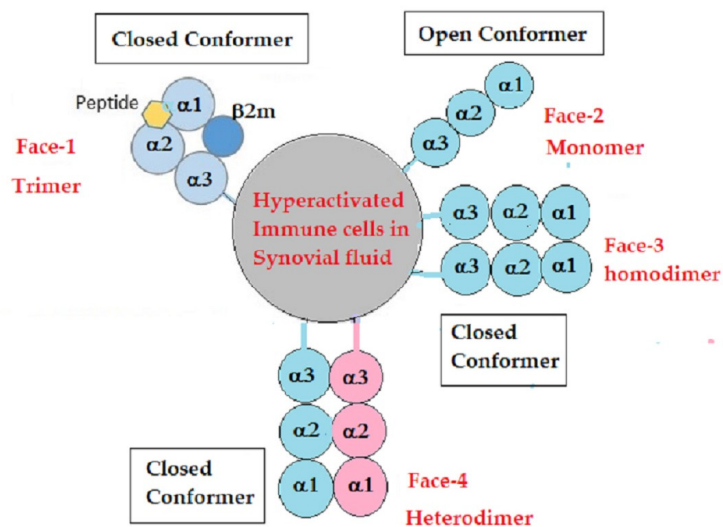 Closed Conformer
Open Conformer
Peptide
α1
β2m
α2
α3
Face-1
Trimer
α1
α2
α3
Face-2
Monomer
Hyperactivated
Immune cells in
Synovial fluid
α3 α2 α1
α3 α2 α1
Face-3
homodimer
Closed
Conformer
α3 α3
α2 α2
α1 α1
Closed
Conformer
Face-4
Heterodimer